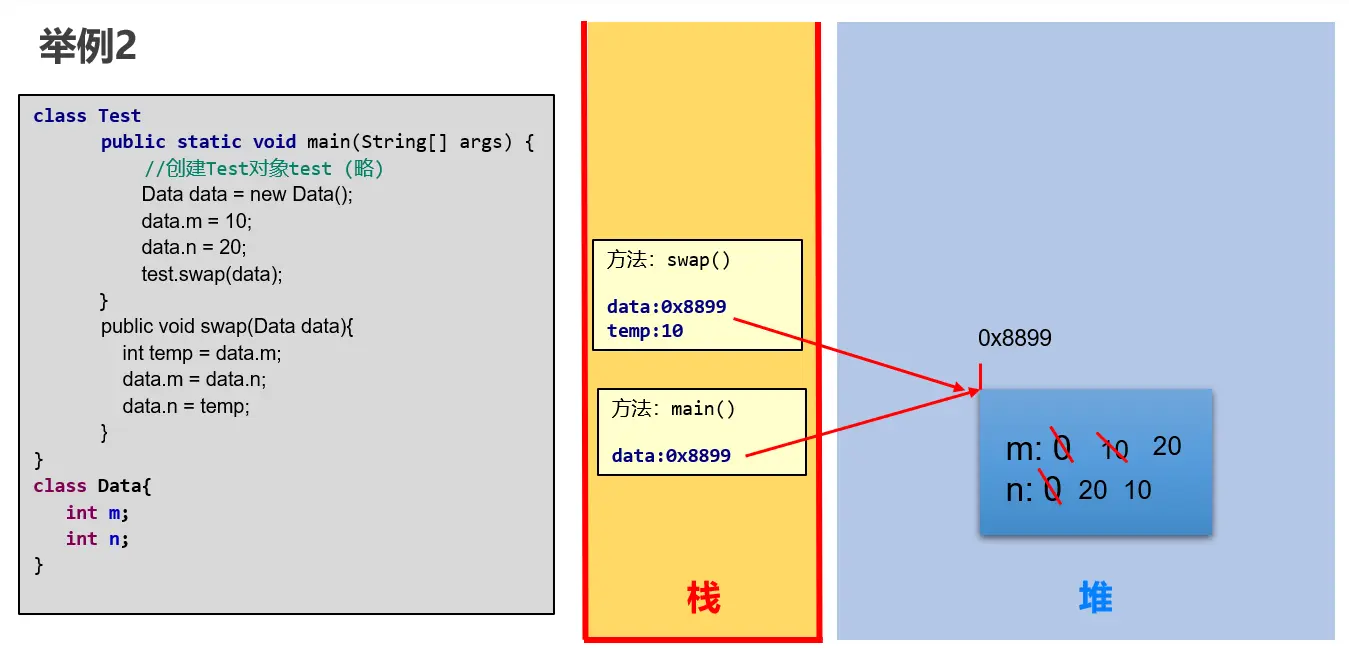 举例2
class Test
public static void main(String[] args) {
//创建Test对象test（略）
Data data = new Data();
data.m = 10;
data.n = 20;
test.swap(data);
}
public void swap(Data data){
int temp = data.m;
data.m = data.n;
data.n = temp;
}
}
class Data{
int m;
int n;
}
方法：swap()
data:0x8899
temp:10
方法：main()
data:0x8899
栈
0x8899
m: 0 10 20
n: 0 20 10
堆